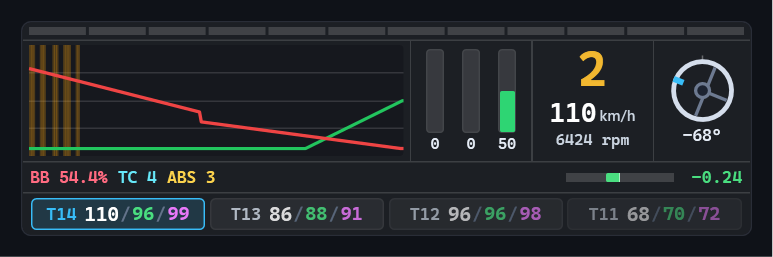 2
110 km/h
6424 rpm
0 0 50
−68°
BB 54.4% TC 4 ABS 3 −0.24
T14 110/96/99 T13 86/88/91 T12 96/96/98 T11 68/70/72